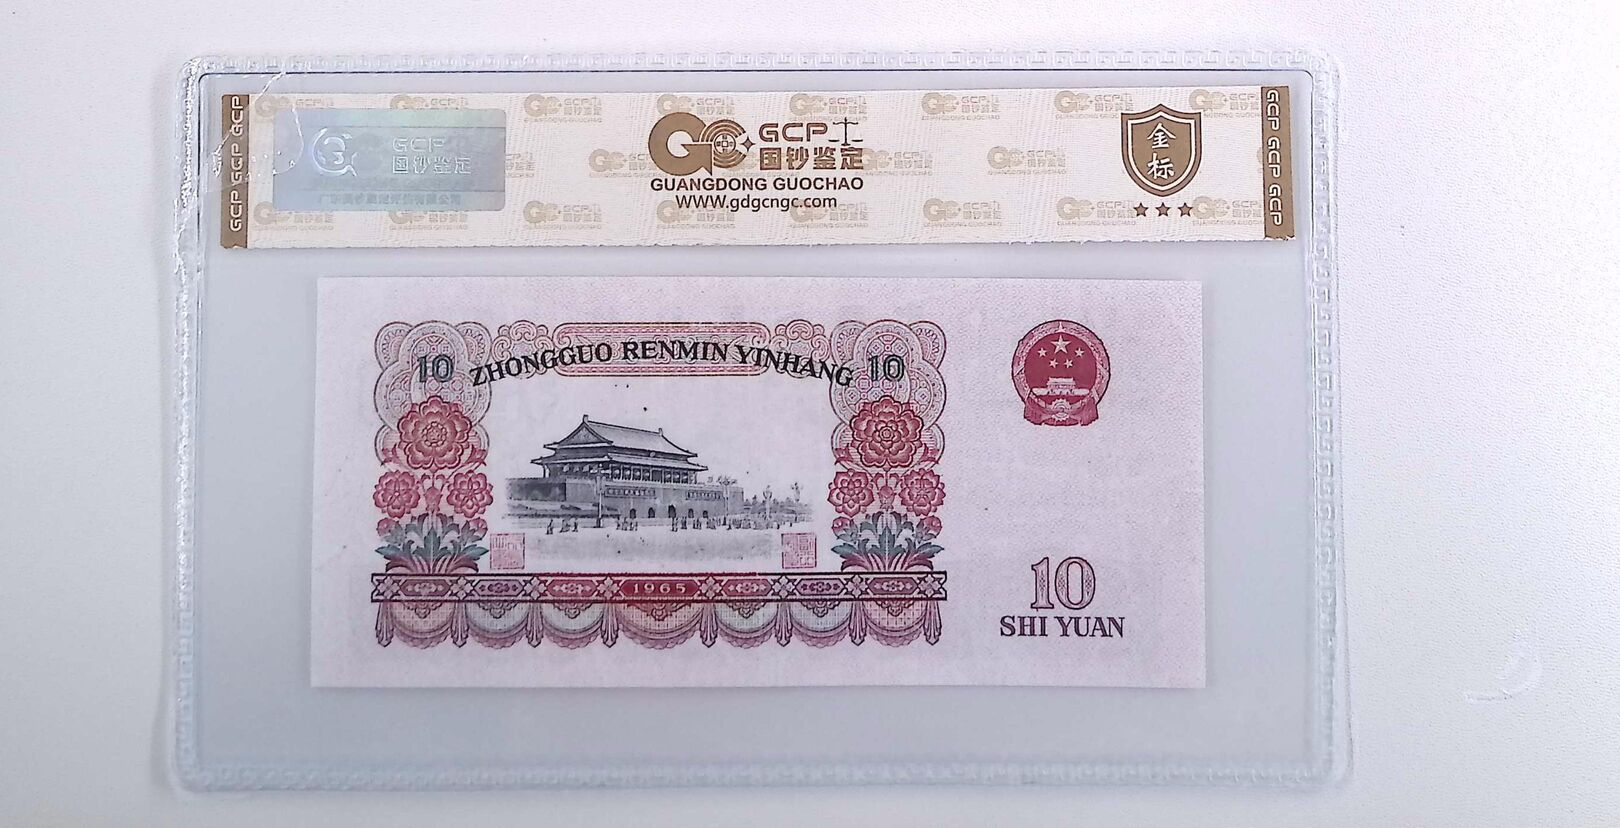 GCP GCP GCP
GCP
国钞鉴定
GCP
国钞鉴定
GUANGDONG GUOCHAO
WWW.gdgcngc.com
金标
GCP GCP GCP
10 ZHONGGUO RENMIN YINHANG 10
1965
10
SHI YUAN